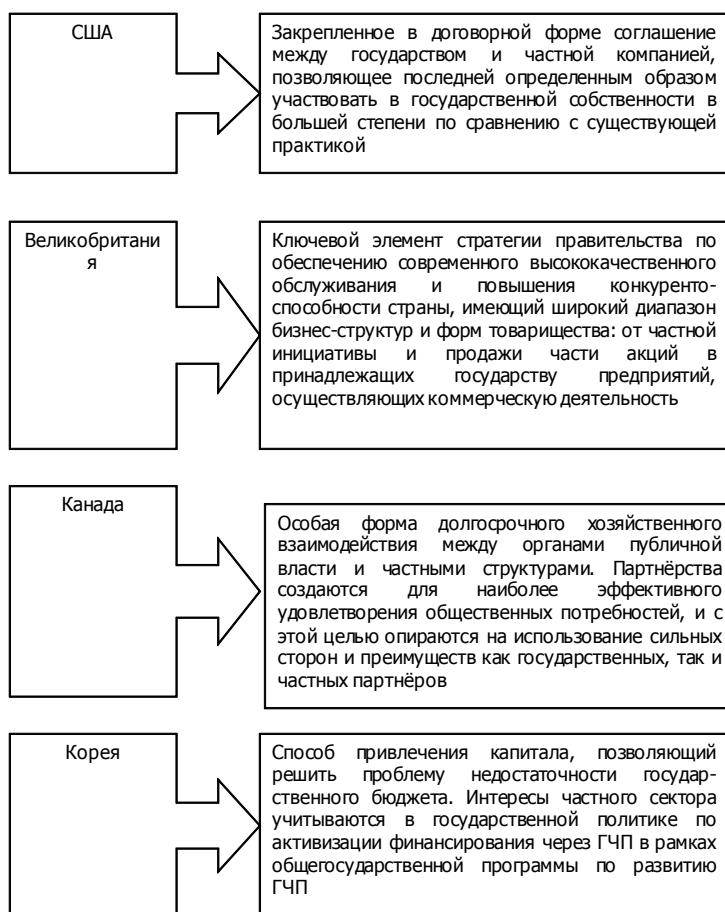 США
Закрепленное в договорной форме соглашение
между государством и частной компанией,
позволяющее последней определенным образом
участвовать в государственной собственности в
большей степени по сравнению с существующей
практикой
Великобритани
я
Ключевой элемент стратегии правительства по
обеспечению современного высококачественного
обслуживания и повышения конкуренто-
способности страны, имеющий широкий диапазон
бизнес-структур и форм товарищества: от частной
инициативы и продажи части акций в
принадлежащих государству предприятий,
осуществляющих коммерческую деятельность
Канада
Особая форма долгосрочного хозяйственного
взаимодействия между органами публичной
власти и частными структурами. Партнёрства
создаются для наиболее эффективного
удовлетворения общественных потребностей, и с
этой целью опираются на использование сильных
сторон и преимуществ как государственных, так и
частных партнёров
Корея
Способ привлечения капитала, позволяющий
решить проблему недостаточности государ-
ственного бюджета. Интересы частного сектора
учитываются в государственной политике по
активизации финансирования через ГЧП в рамках
общегосударственной программы по развитию
ГЧП